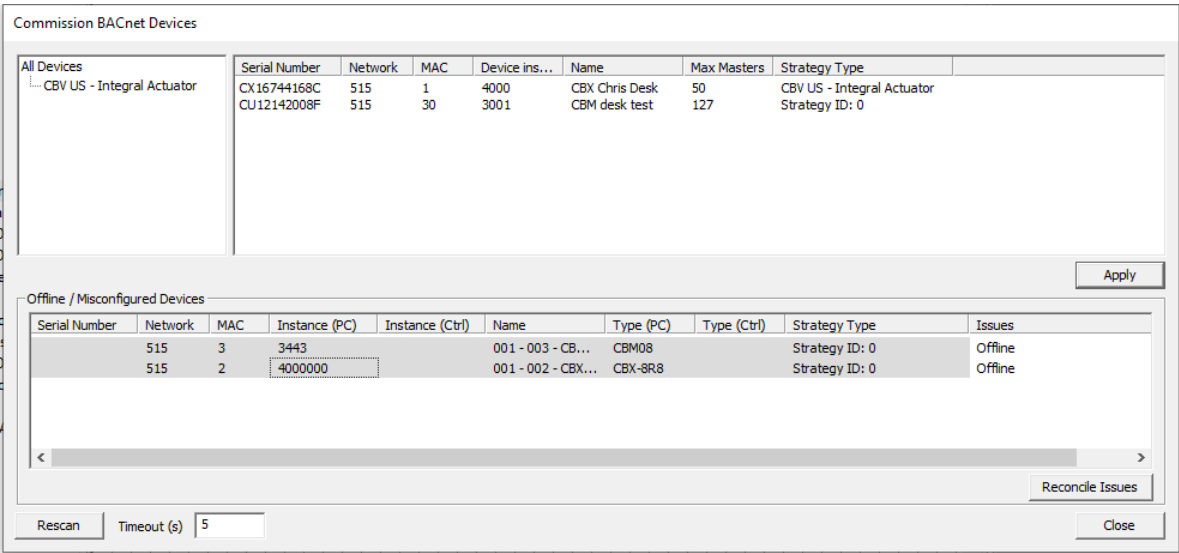 Commission BACnet Devices
All Devices
CBV US - Integral Actuator
Serial Number Network MAC Device ins... Name Max Masters Strategy Type
CX16744168C 515 1 4000 CBX Chris Desk 50 CBV US - Integral Actuator
CU12142008F 515 30 3001 CBM desk test 127 Strategy ID: 0
Apply
Offline / Misconfigured Devices
Serial Number Network MAC Instance (PC) Instance (Ctrl) Name Type (PC) Type (Ctrl) Strategy Type Issues
515 3 3443 001 - 003 - CB... CBM08 Strategy ID: 0 Offline
515 2 4000000 001 - 002 - CBX... CBX-8R8 Strategy ID: 0 Offline
Reconcile Issues
Rescan Timeout (s) 5 Close